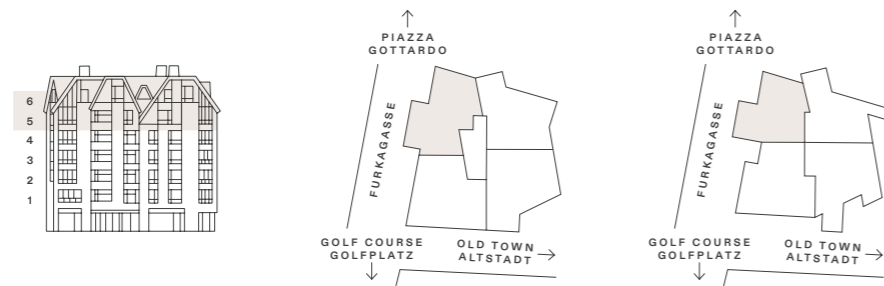 6
5
4
3
2
1
PIAZZA
GOTTARDO
FURKAGASSE
GOLF COURSE
GOLFPLATZ
OLD TOWN
ALTSTADT
PIAZZA
GOTTARDO
FURKAGASSE
GOLF COURSE
GOLFPLATZ
OLD TOWN
ALTSTADT